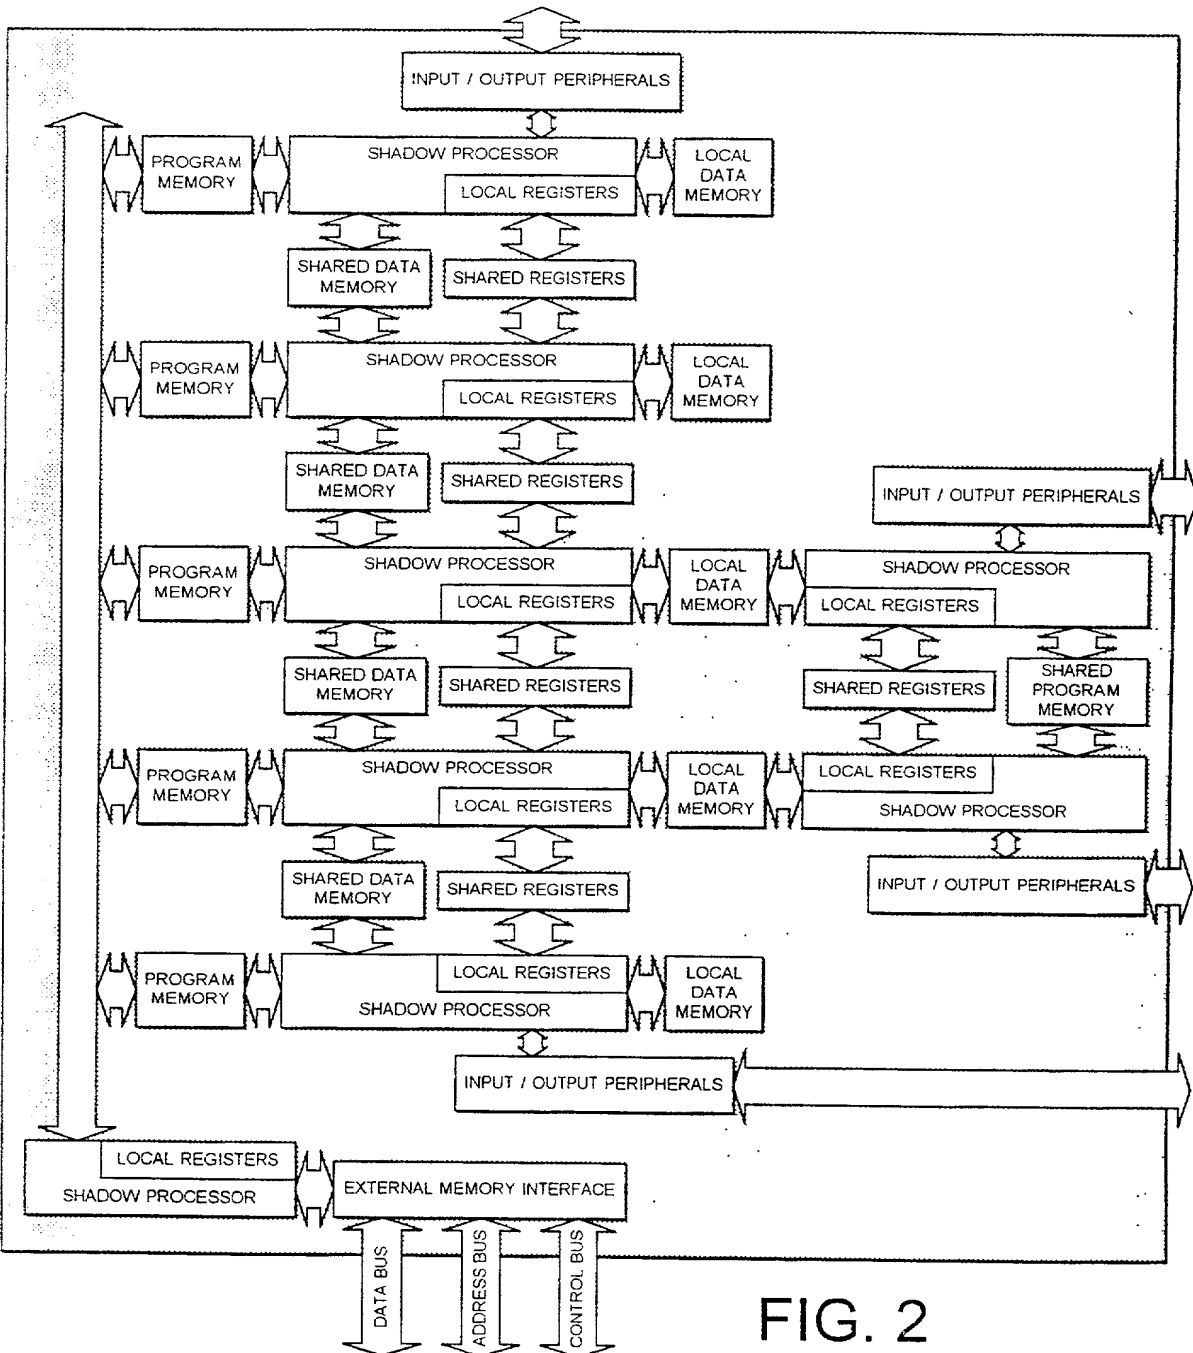 INPUT / OUTPUT PERIPHERALS
PROGRAM
MEMORY
SHADOW PROCESSOR
LOCAL REGISTERS
LOCAL
DATA
MEMORY
SHARED DATA
MEMORY
SHARED REGISTERS
PROGRAM
MEMORY
SHADOW PROCESSOR
LOCAL REGISTERS
LOCAL
DATA
MEMORY
SHARED DATA
MEMORY
SHARED REGISTERS
INPUT / OUTPUT PERIPHERALS
PROGRAM
MEMORY
SHADOW PROCESSOR
LOCAL REGISTERS
LOCAL
DATA
MEMORY
SHADOW PROCESSOR
LOCAL REGISTERS
SHARED DATA
MEMORY
SHARED REGISTERS
SHARED REGISTERS
SHARED
PROGRAM
MEMORY
PROGRAM
MEMORY
SHADOW PROCESSOR
LOCAL REGISTERS
LOCAL
DATA
MEMORY
LOCAL REGISTERS
SHADOW PROCESSOR
SHARED DATA
MEMORY
SHARED REGISTERS
INPUT / OUTPUT PERIPHERALS
PROGRAM
MEMORY
LOCAL REGISTERS
SHADOW PROCESSOR
LOCAL
DATA
MEMORY
INPUT / OUTPUT PERIPHERALS
LOCAL REGISTERS
SHADOW PROCESSOR
EXTERNAL MEMORY INTERFACE
DATA BUS
ADDRESS BUS
CONTROL BUS
FIG. 2